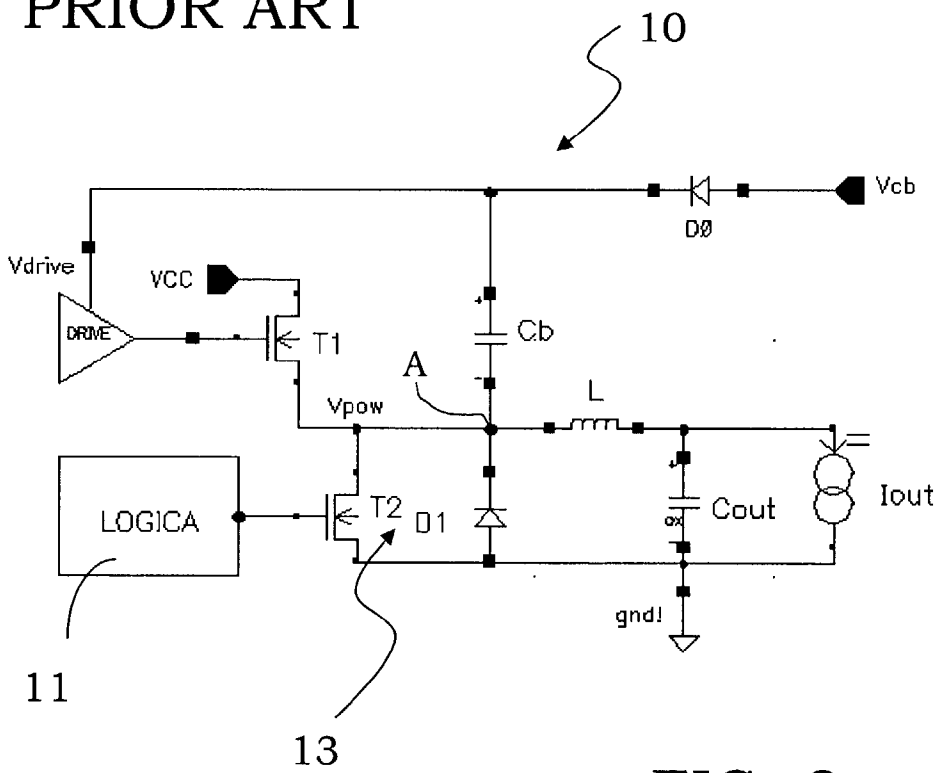 PRIOR ART
10
Vcb
DØ
Vdrive
VCC
DRIVE
T1
Cb
A
L
Vpow
LOGICA
T2
D1
Cout
Iout
gnd!
11
13